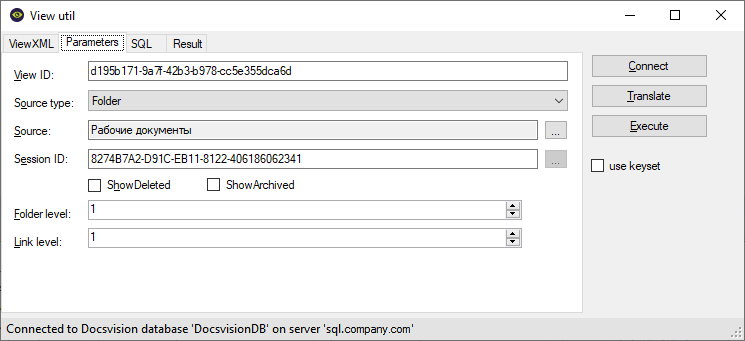 View util
ViewXML Parameters SQL Result
View ID: d195b171-9a7f-42b3-b978-cc5e355dca6d
Connect
Source type: Folder
Translate
Source: Рабочие документы ...
Execute
Session ID: 8274B7A2-D91C-EB11-8122-406186062341 ...
use keyset
ShowDeleted ShowArchived
Folder level: 1
Link level: 1
Connected to Docsvision database 'DocsvisionDB' on server 'sql.company.com'